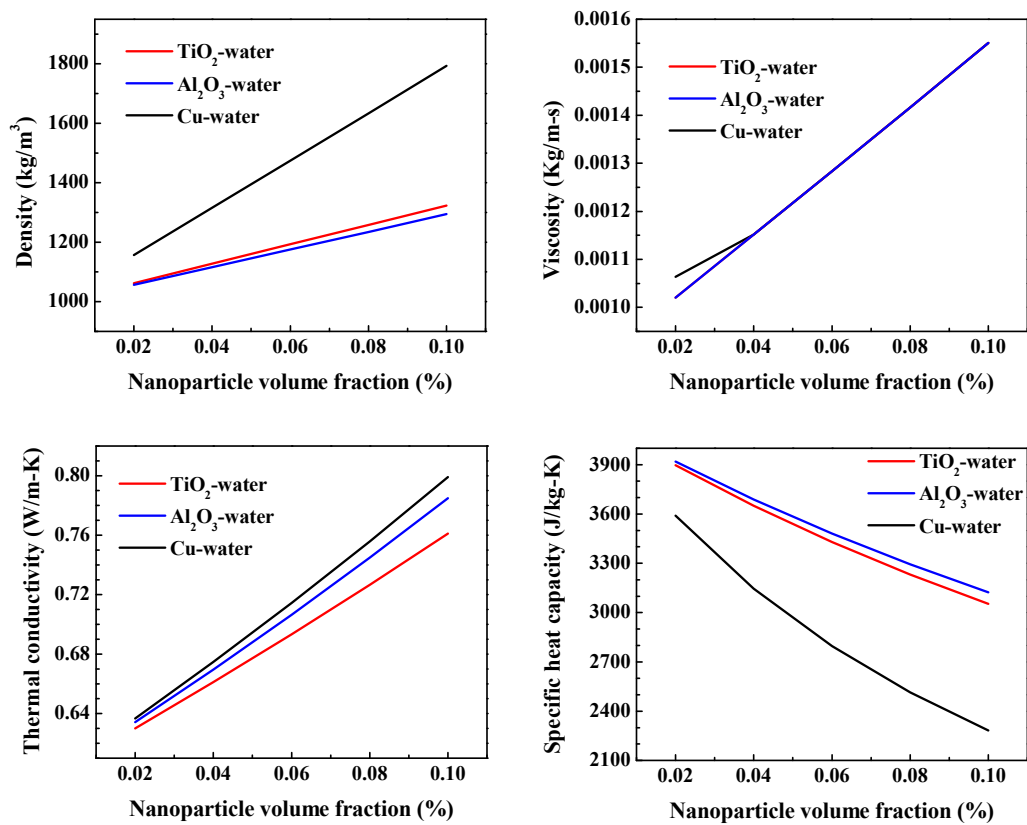 Density (kg/m³)
1800
1600
1400
1200
1000
TiO₂-water
Al₂O₃-water
Cu-water
0.02 0.04 0.06 0.08 0.10
Nanoparticle volume fraction (%)
Viscosity (Kg/m-s)
0.0016
0.0015
0.0014
0.0013
0.0012
0.0011
0.0010
TiO₂-water
Al₂O₃-water
Cu-water
0.02 0.04 0.06 0.08 0.10
Nanoparticle volume fraction (%)
Thermal conductivity (W/m-K)
0.80
0.76
0.72
0.68
0.64
TiO₂-water
Al₂O₃-water
Cu-water
0.02 0.04 0.06 0.08 0.10
Nanoparticle volume fraction (%)
Specific heat capacity (J/kg-K)
3900
3600
3300
3000
2700
2400
2100
TiO₂-water
Al₂O₃-water
Cu-water
0.02 0.04 0.06 0.08 0.10
Nanoparticle volume fraction (%)